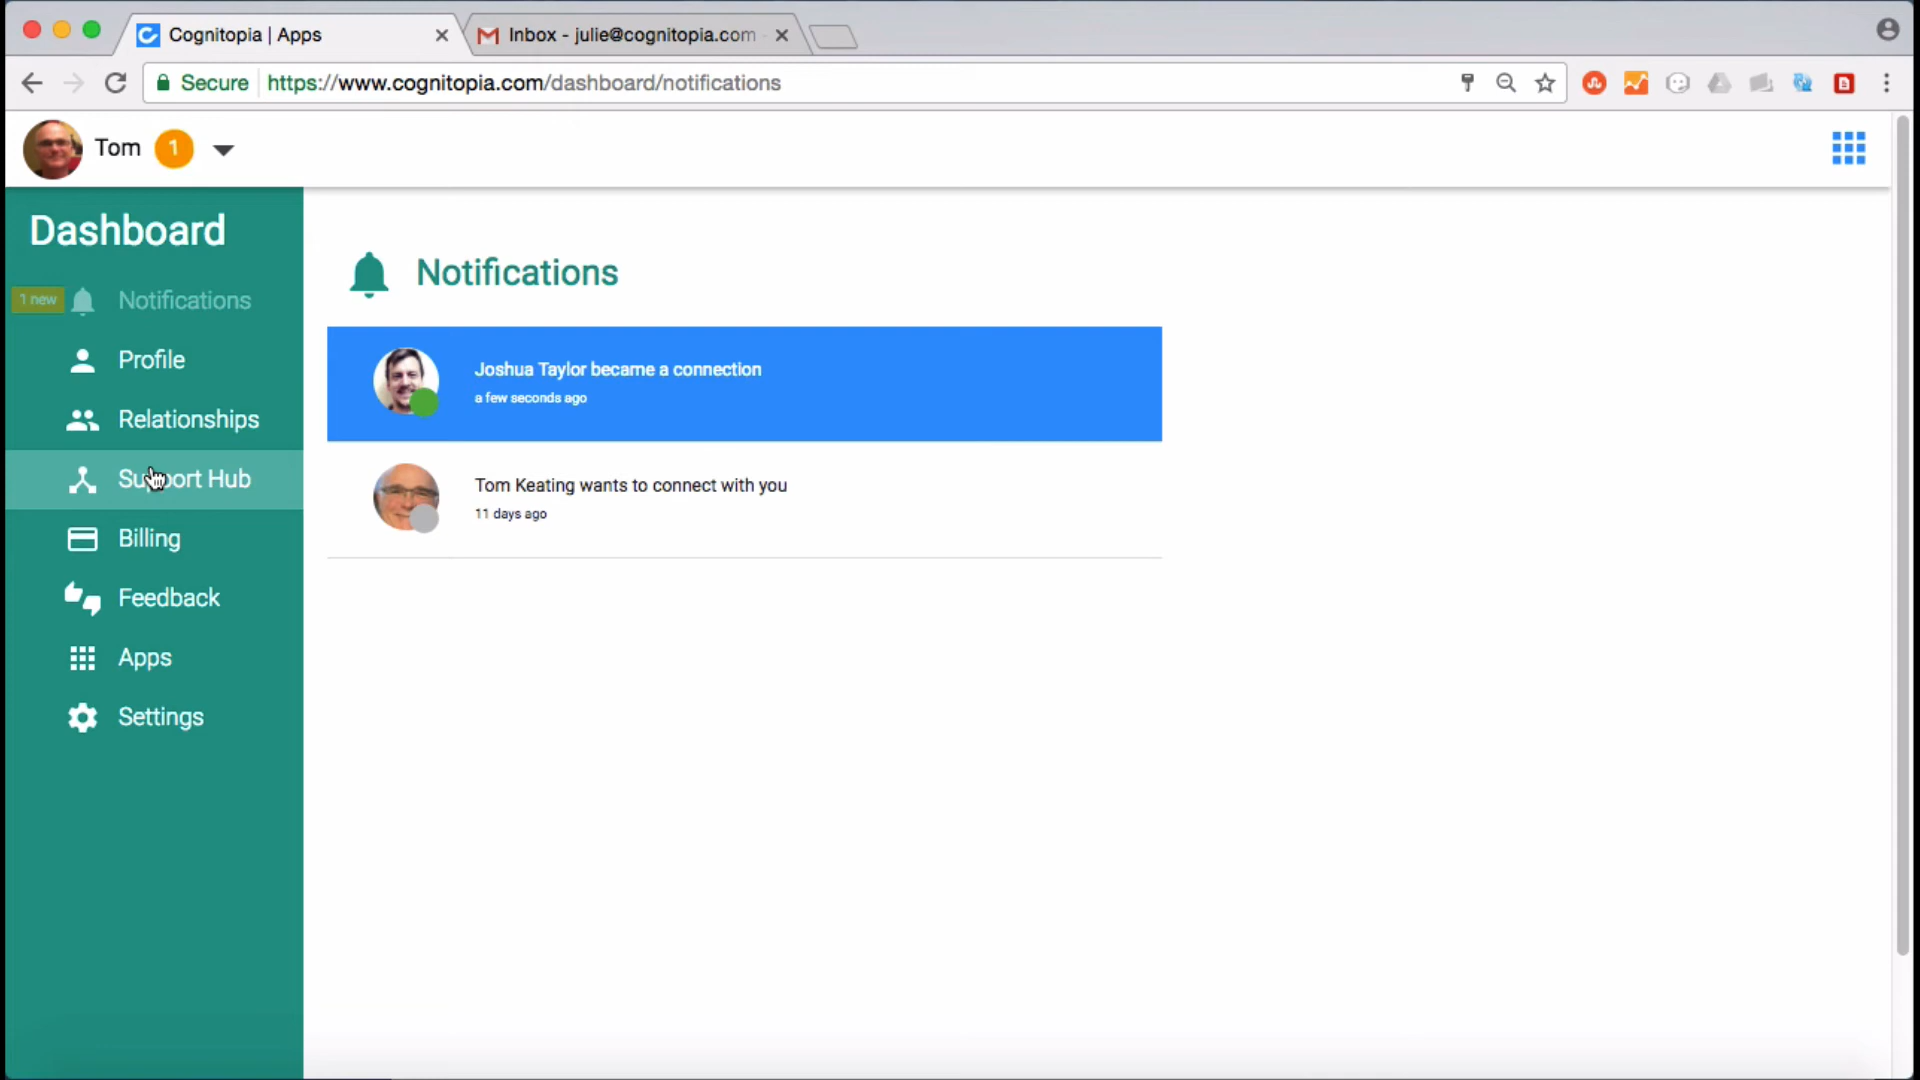 Cognitopia | Apps
Inbox - julie@cognitopia.com -
Secure
https://www.cognitopia.com/dashboard/notifications
Tom 1
Dashboard
1 new Notifications
Profile
Relationships
Support Hub
Billing
Feedback
Apps
Settings
Notifications
Joshua Taylor became a connection
a few seconds ago
Tom Keating wants to connect with you
11 days ago